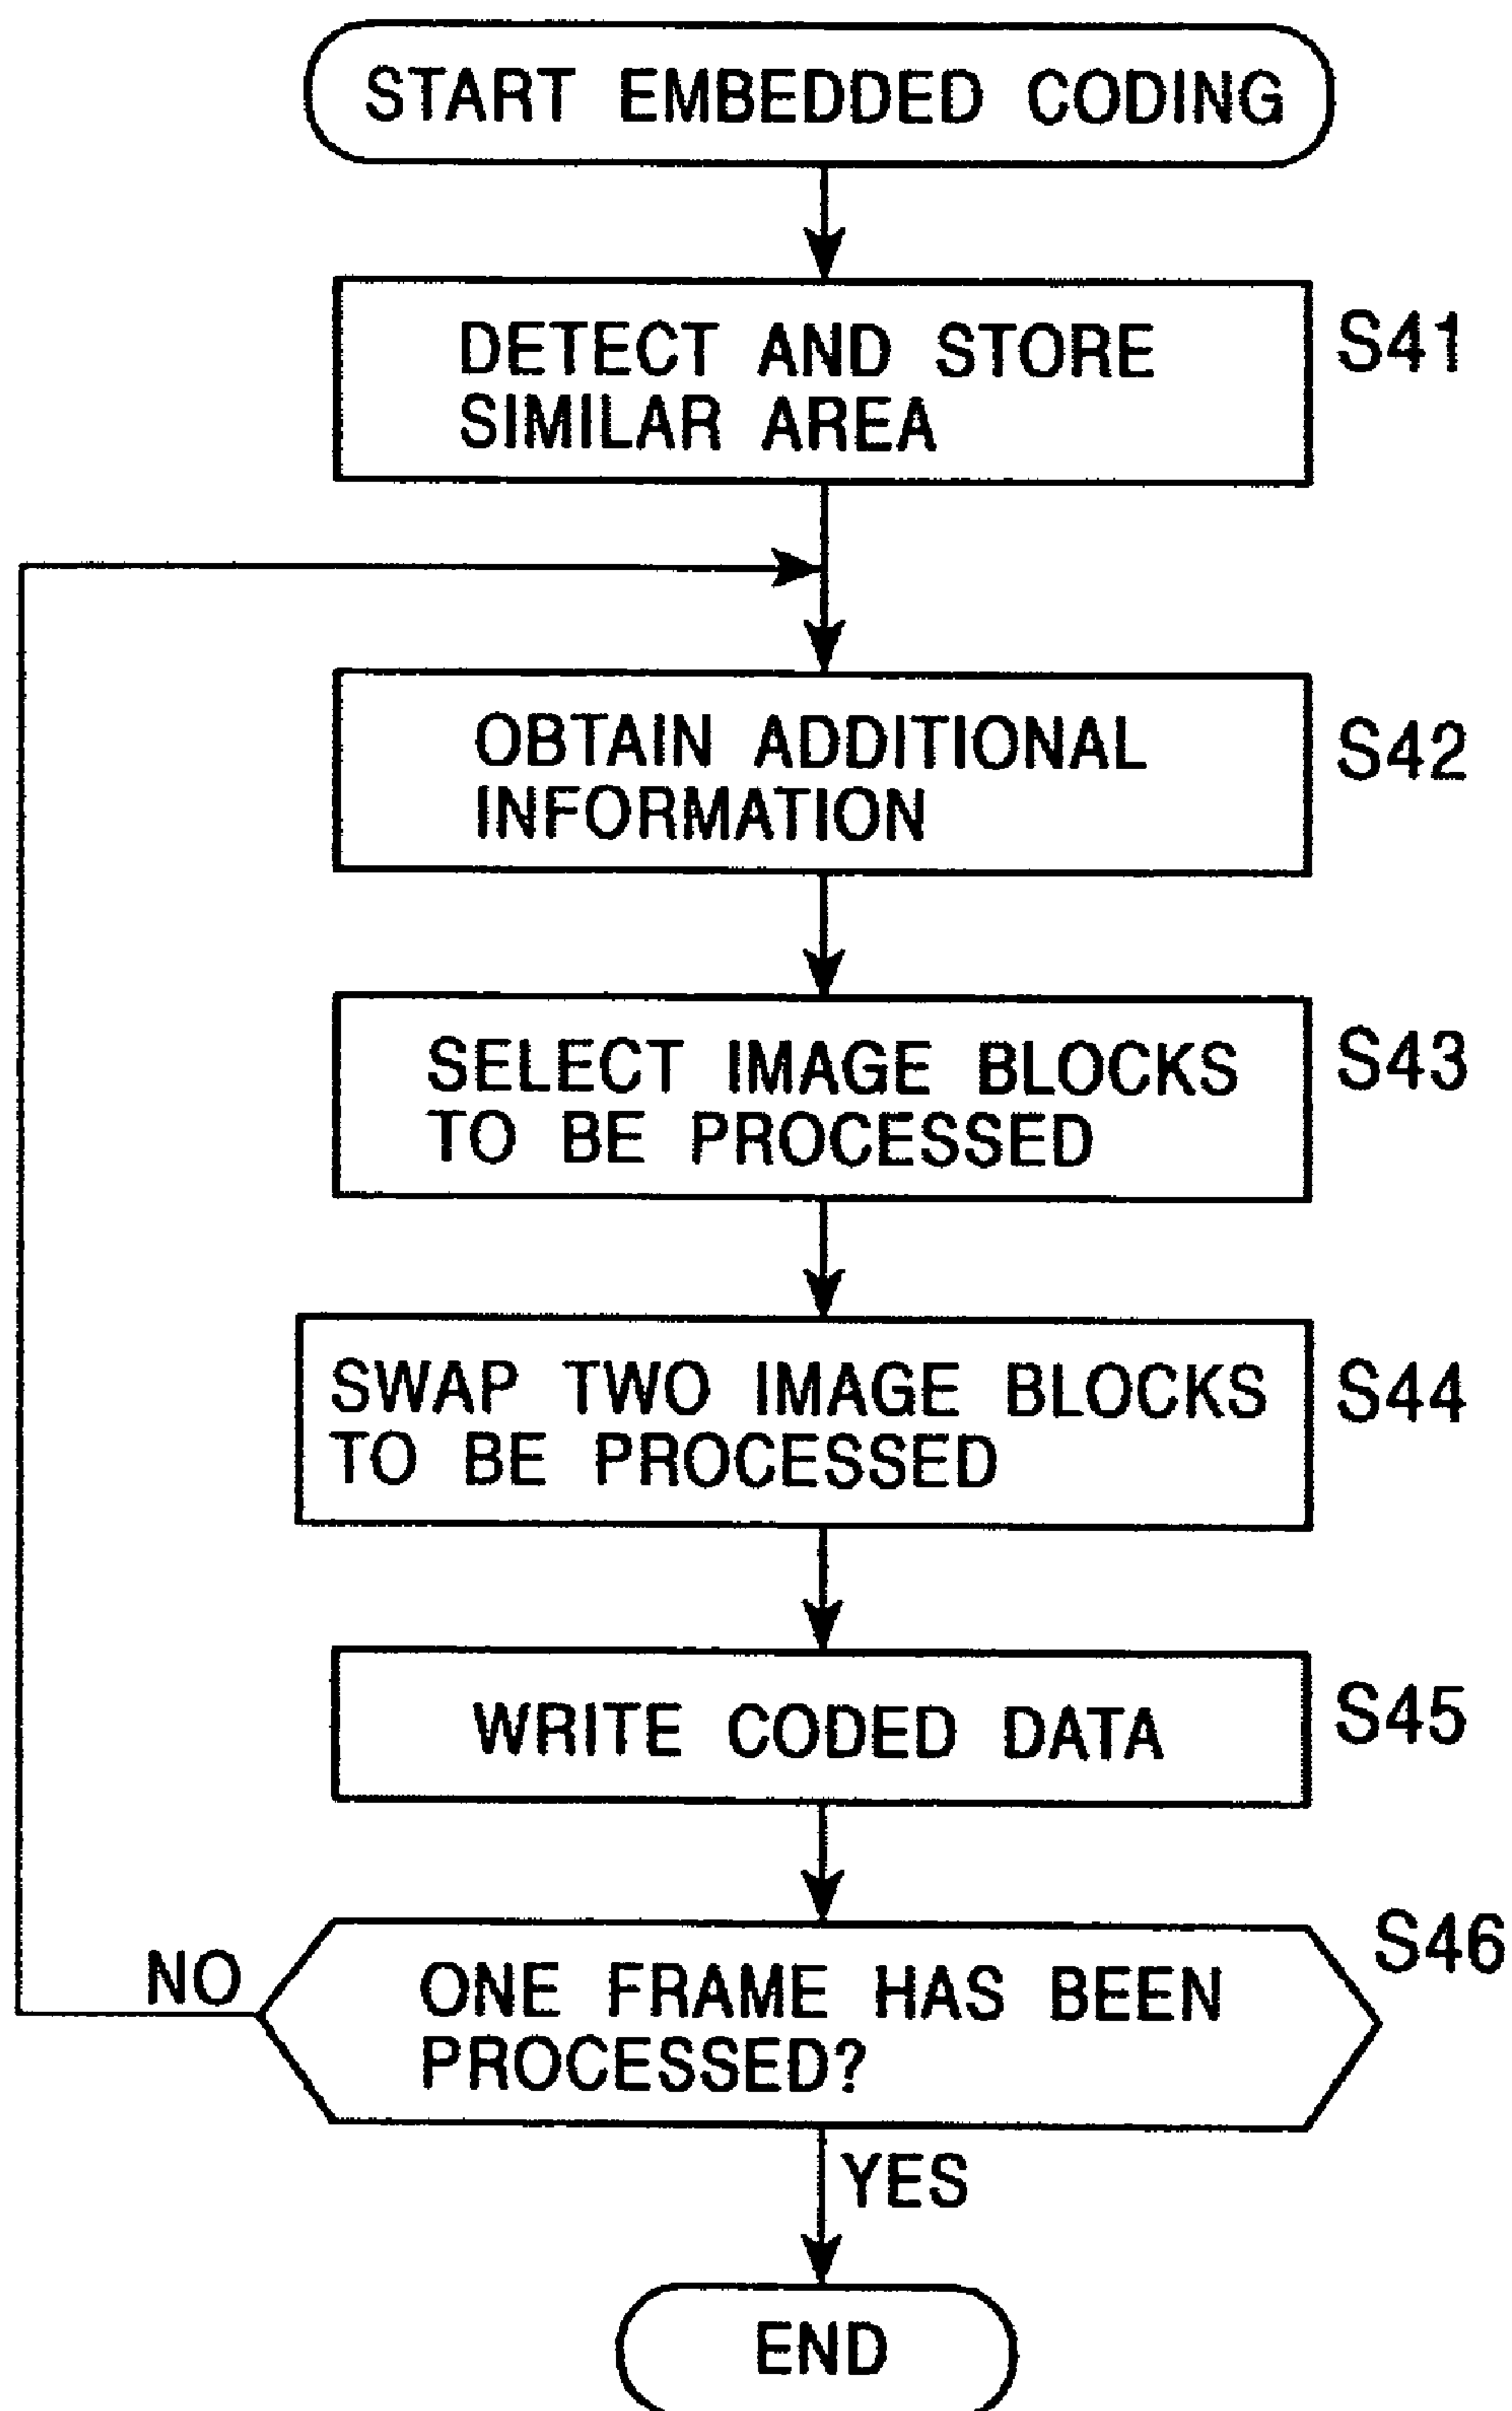 START EMBEDDED CODING
DETECT AND STORE
SIMILAR AREA
S41
OBTAIN ADDITIONAL
INFORMATION
S42
SELECT IMAGE BLOCKS
TO BE PROCESSED
S43
SWAP TWO IMAGE BLOCKS
TO BE PROCESSED
S44
WRITE CODED DATA
S45
ONE FRAME HAS BEEN
PROCESSED?
S46
NO
YES
END